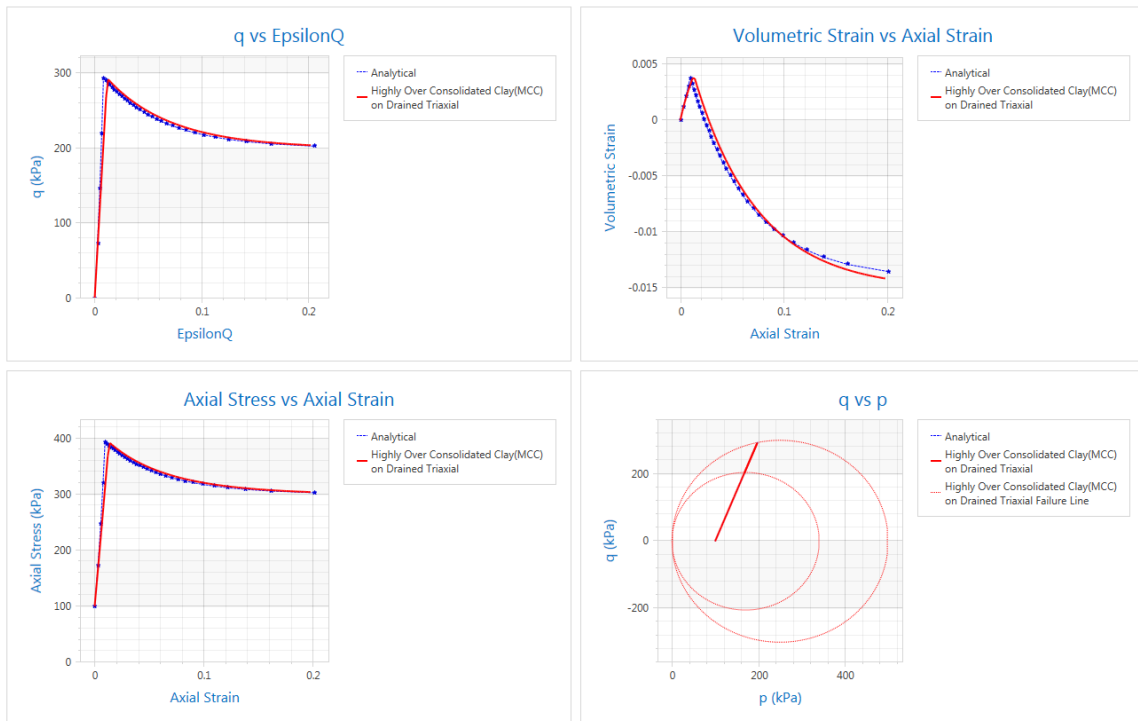 q vs EpsilonQ
300
200
100
0
q (kPa)
0
0.1
0.2
EpsilonQ
Analytical
Highly Over Consolidated Clay(MCC)
on Drained Triaxial
Volumetric Strain vs Axial Strain
0.005
0
-0.005
-0.01
-0.015
Volumetric Strain
0
0.1
0.2
Axial Strain
Analytical
Highly Over Consolidated Clay(MCC)
on Drained Triaxial
Axial Stress vs Axial Strain
400
300
200
100
0
Axial Stress (kPa)
0
0.1
0.2
Axial Strain
Analytical
Highly Over Consolidated Clay(MCC)
on Drained Triaxial
q vs p
200
0
-200
q (kPa)
0
200
400
p (kPa)
Analytical
Highly Over Consolidated Clay(MCC)
on Drained Triaxial
Highly Over Consolidated Clay(MCC)
on Drained Triaxial Failure Line